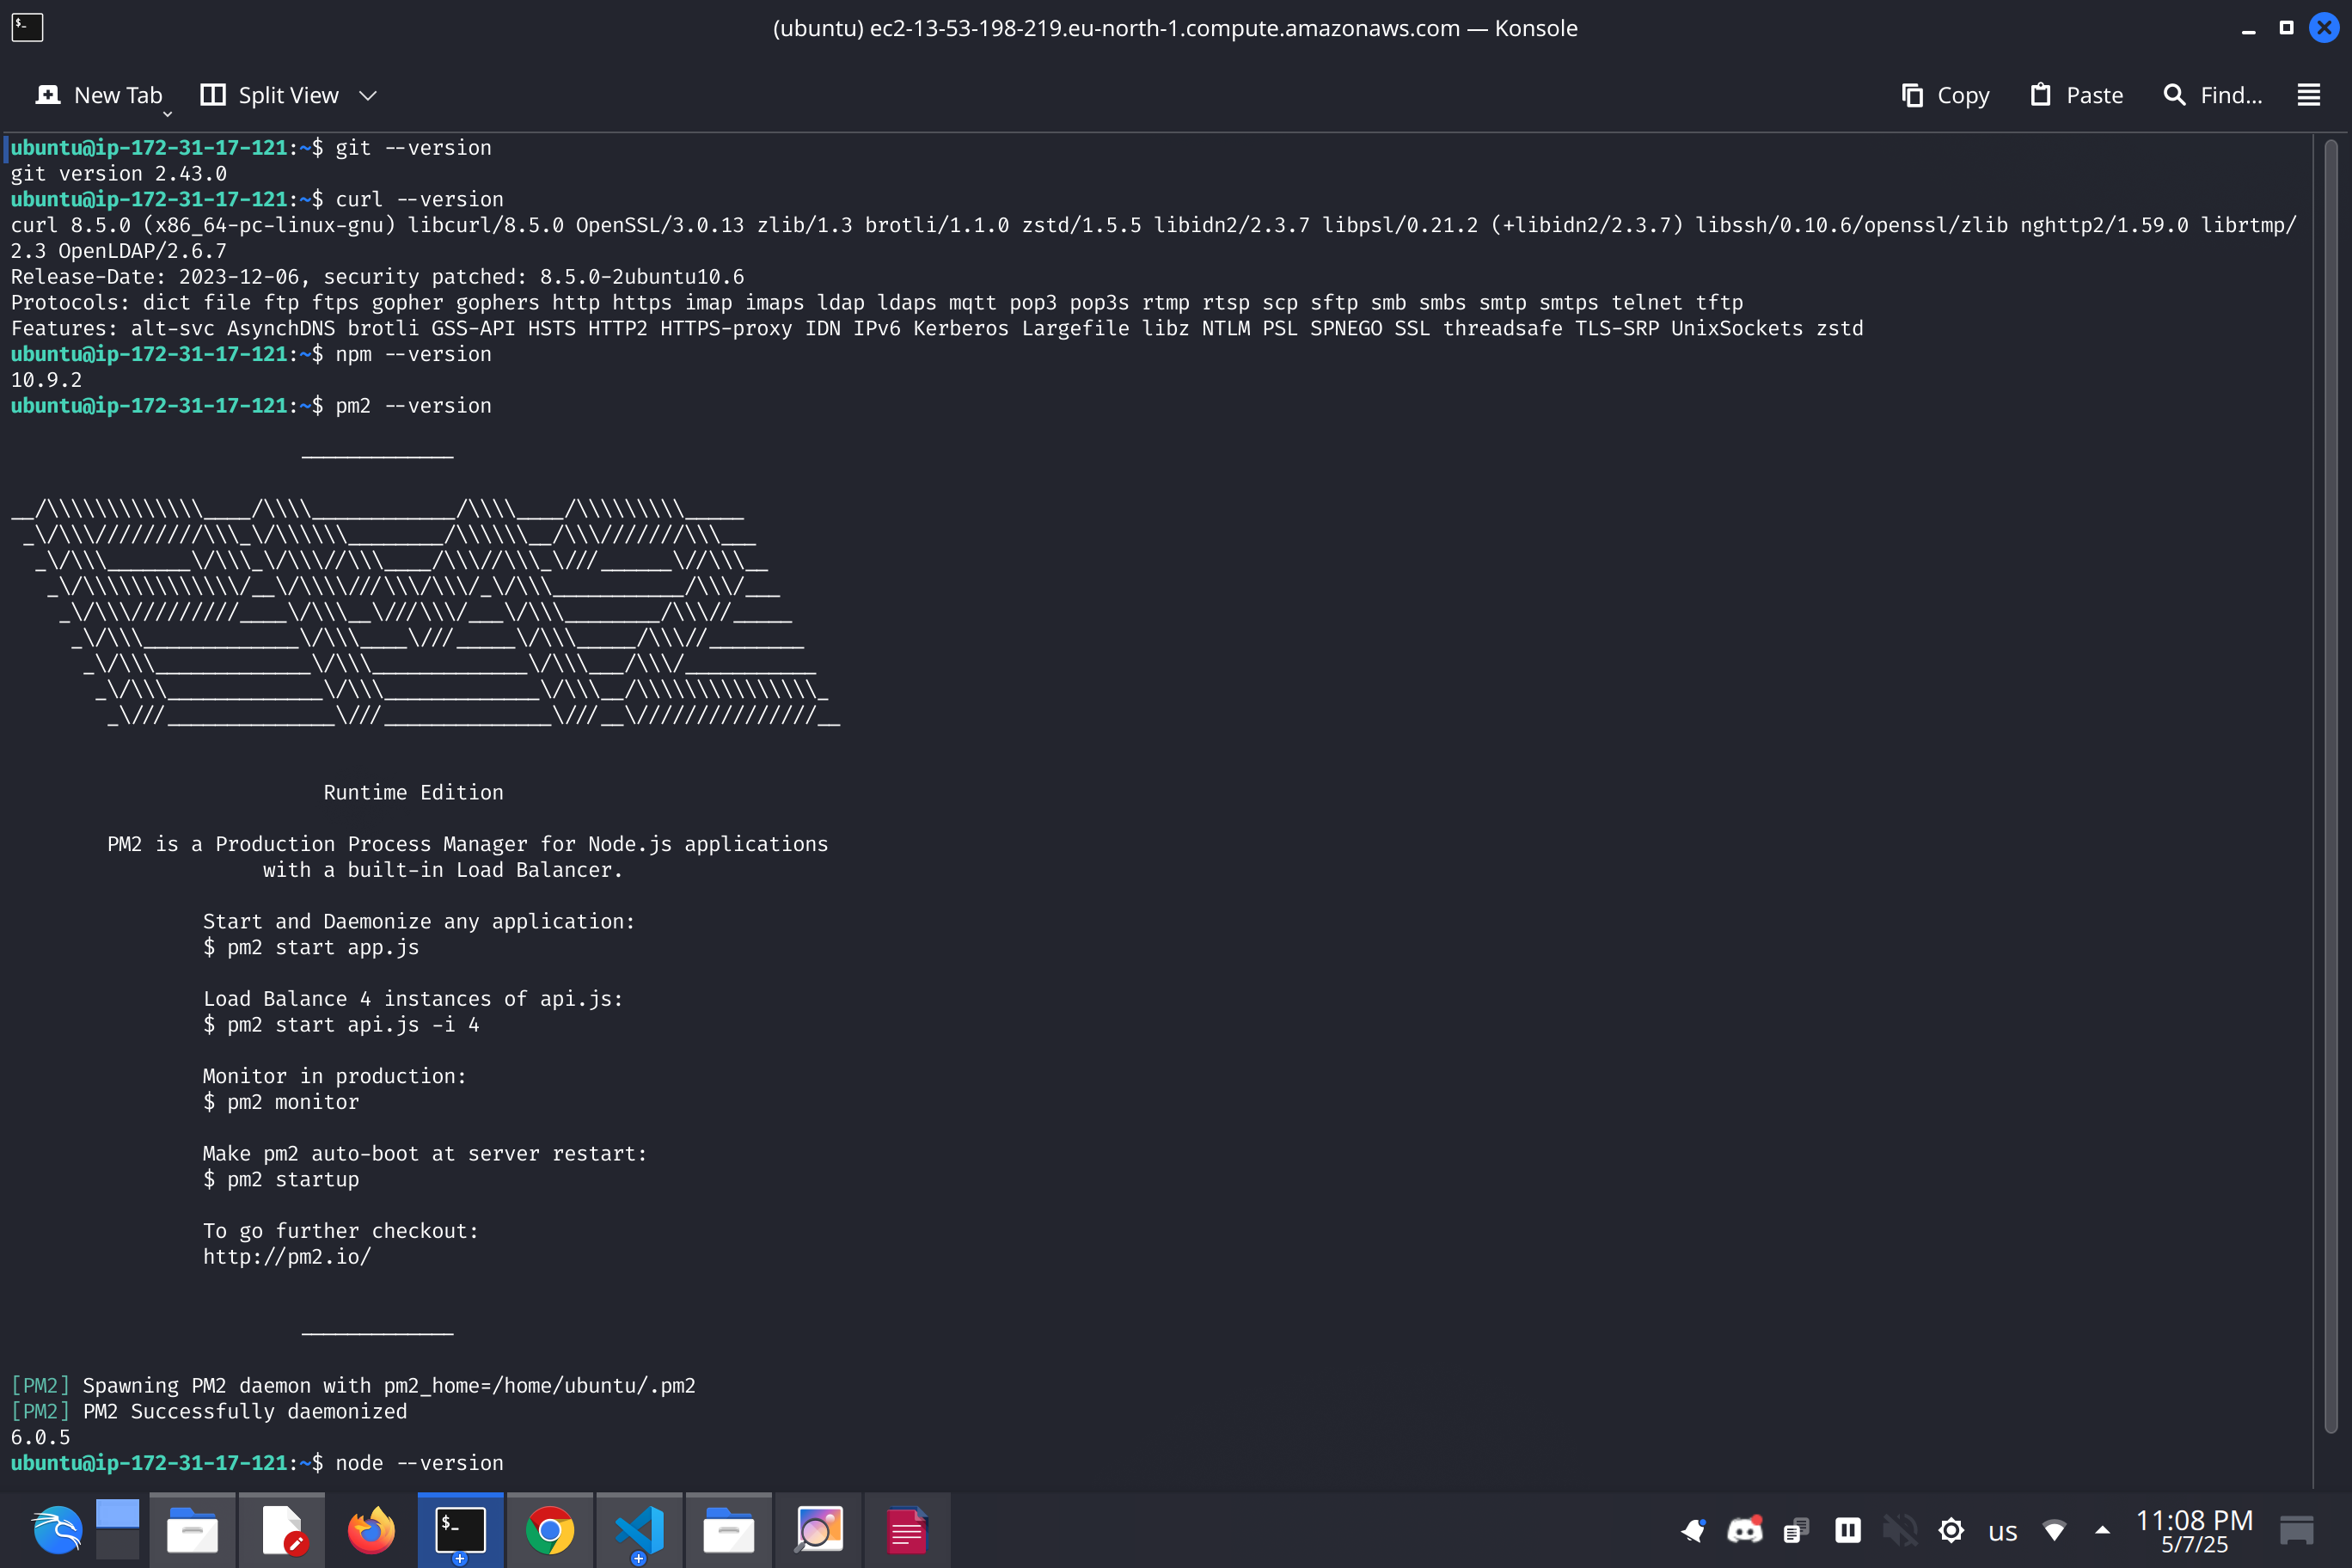 (ubuntu) ec2-13-53-198-219.eu-north-1.compute.amazonaws.com — Konsole
New Tab Split View Copy Paste Find...
ubuntu@ip-172-31-17-121:~$ git --version
git version 2.43.0
ubuntu@ip-172-31-17-121:~$ curl --version
curl 8.5.0 (x86_64-pc-linux-gnu) libcurl/8.5.0 OpenSSL/3.0.13 zlib/1.3 brotli/1.1.0 zstd/1.5.5 libidn2/2.3.7 libpsl/0.21.2 (+libidn2/2.3.7) libssh/0.10.6/openssl/zlib nghttp2/1.59.0 librtmp/
2.3 OpenLDAP/2.6.7
Release-Date: 2023-12-06, security patched: 8.5.0-2ubuntu10.6
Protocols: dict file ftp ftps gopher gophers http https imap imaps ldap ldaps mqtt pop3 pop3s rtmp rtsp scp sftp smb smbs smtp smtps telnet tftp
Features: alt-svc AsynchDNS brotli GSS-API HSTS HTTP2 HTTPS-proxy IDN IPv6 Kerberos Largefile libz NTLM PSL SPNEGO SSL threadsafe TLS-SRP UnixSockets zstd
ubuntu@ip-172-31-17-121:~$ npm --version
10.9.2
ubuntu@ip-172-31-17-121:~$ pm2 --version
Runtime Edition
PM2 is a Production Process Manager for Node.js applications
with a built-in Load Balancer.
Start and Daemonize any application:
$ pm2 start app.js
Load Balance 4 instances of api.js:
$ pm2 start api.js -i 4
Monitor in production:
$ pm2 monitor
Make pm2 auto-boot at server restart:
$ pm2 startup
To go further checkout:
http://pm2.io/
[PM2] Spawning PM2 daemon with pm2_home=/home/ubuntu/.pm2
[PM2] PM2 Successfully daemonized
6.0.5
ubuntu@ip-172-31-17-121:~$ node --version
us 11:08 PM
5/7/25